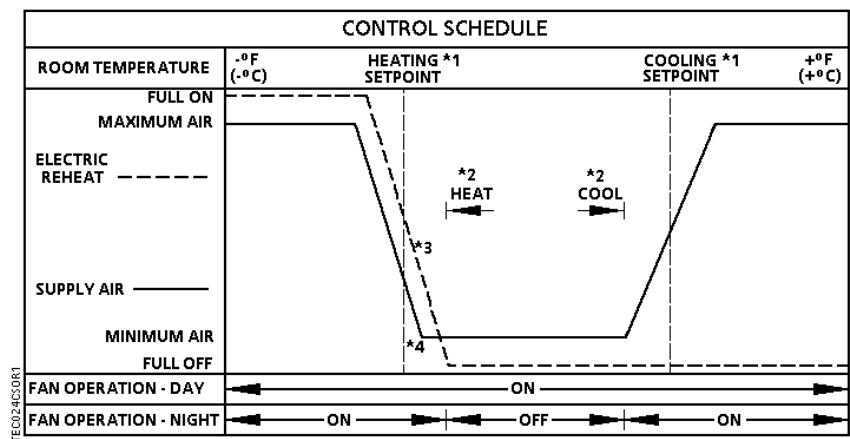 CONTROL SCHEDULE
ROOM TEMPERATURE
-°F
(-°C)
HEATING *1
SETPOINT
COOLING *1
SETPOINT
+°F
(+°C)
FULL ON
MAXIMUM AIR
ELECTRIC
REHEAT
*2
HEAT
*2
COOL
*3
SUPPLY AIR
MINIMUM AIR
*4
FULL OFF
FAN OPERATION - DAY
ON
FAN OPERATION - NIGHT
ON
OFF
ON
TEC024CSOR1